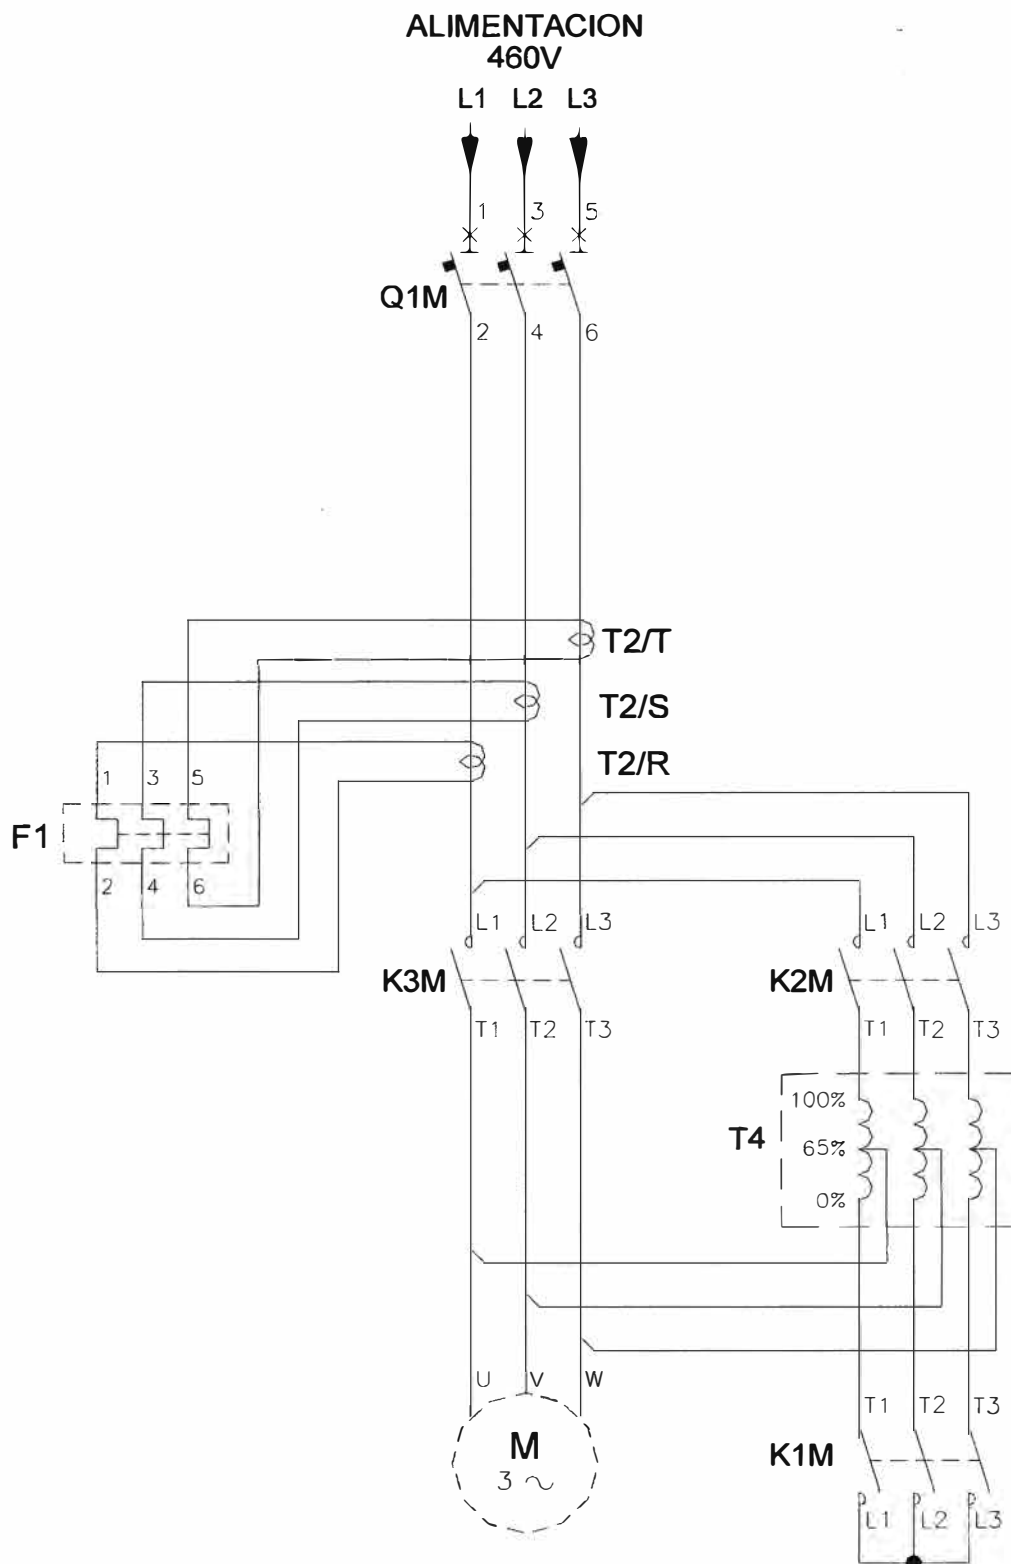 ALIMENTACION
460V
L1 L2 L3
1 3 5
Q1M
2 4 6
T2/T
T2/S
T2/R
1 3 5
F1
2 4 6
L1 L2 L3
L1 L2 L3
K3M
K2M
T1 T2 T3
T1 T2 T3
100%
T4
65%
0%
U V W
T1 T2 T3
M
3 ~
K1M
L1 L2 L3